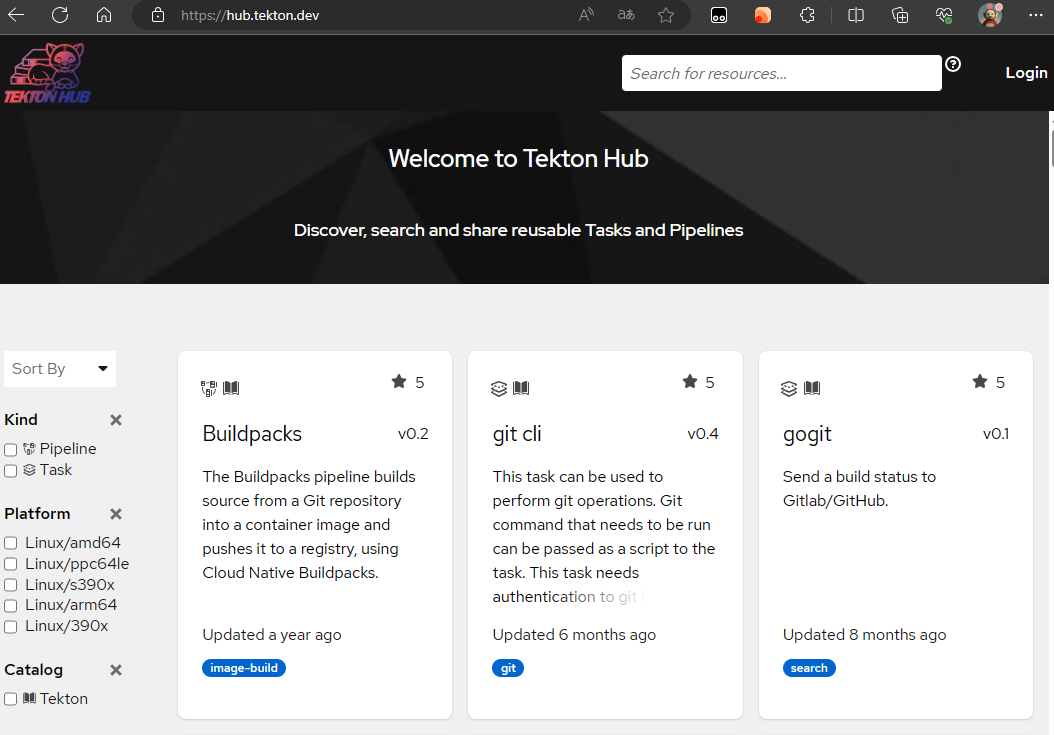 https://hub.tekton.dev
TEKTON HUB
Search for resources...
Login
Welcome to Tekton Hub
Discover, search and share reusable Tasks and Pipelines
Sort By
Kind
Pipeline
Task
Platform
Linux/amd64
Linux/ppc64le
Linux/s390x
Linux/arm64
Linux/390x
Catalog
Tekton
5
Buildpacks
v0.2
The Buildpacks pipeline builds
source from a Git repository
into a container image and
pushes it to a registry, using
Cloud Native Buildpacks.
Updated a year ago
image-build
5
git cli
v0.4
This task can be used to
perform git operations. Git
command that needs to be run
can be passed as a script to the
task. This task needs
authentication to git
Updated 6 months ago
git
5
gogit
v0.1
Send a build status to
Gitlab/GitHub.
Updated 8 months ago
search